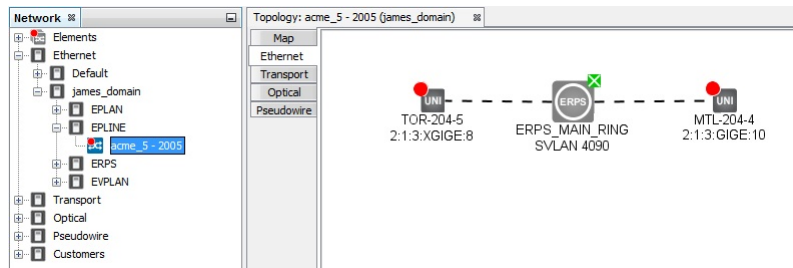 Network
Elements
Ethernet
Default
james_domain
EPLAN
EPLINE
acme_5 - 2005
ERPS
EVPLAN
Transport
Optical
Pseudowire
Customers
Topology: acme_5 - 2005 (james_domain)
Map
Ethernet
Transport
Optical
Pseudowire
UNI
TOR-204-5
2:1:3:XGIGE:8
ERPS
ERPS_MAIN_RING
SVLAN 4090
UNI
MTL-204-4
2:1:3:GIGE:10